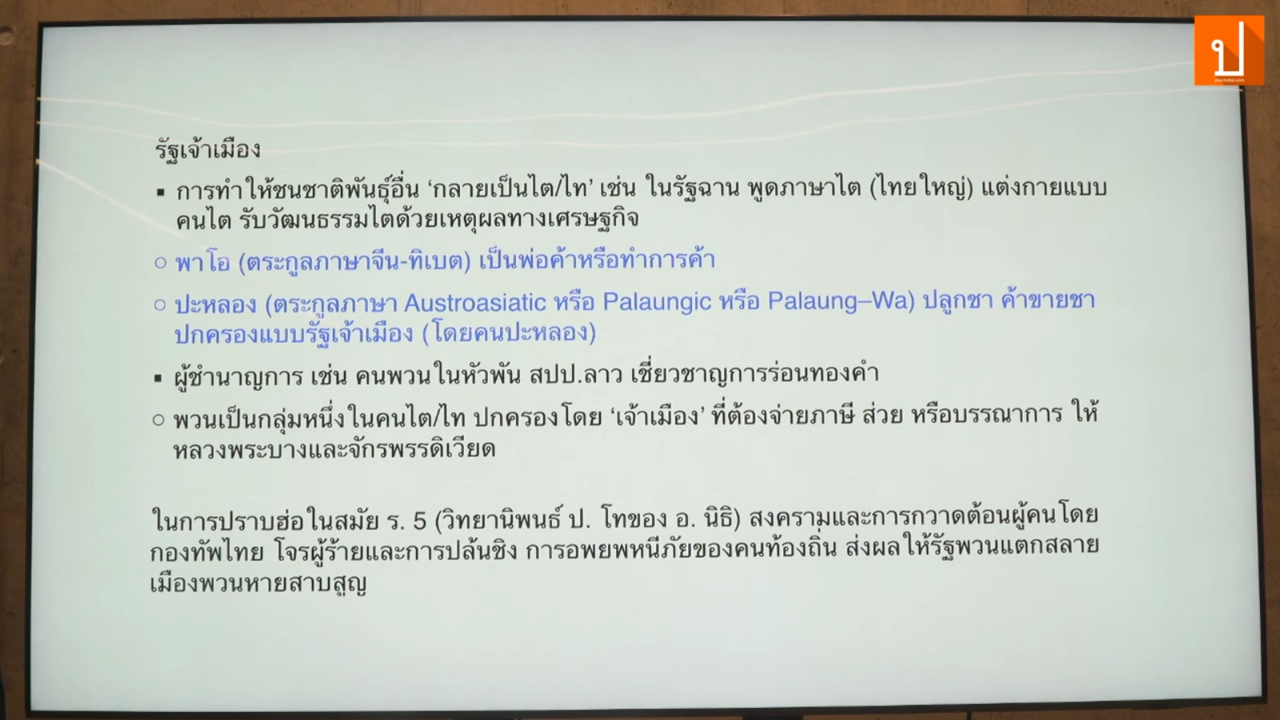 ป
รัฐเจ้าเมือง
▪ การทำให้ชนชาติพันธุ์อื่น ‘กลายเป็นไต/ไท’ เช่น ในรัฐฉาน พูดภาษาไต (ไทยใหญ่) แต่งกายแบบ
คนไต รับวัฒนธรรมไตด้วยเหตุผลทางเศรษฐกิจ
○ พาโอ (ตระกูลภาษาจีน-ทิเบต) เป็นพ่อค้าหรือทำการค้า
○ ปะหลอง (ตระกูลภาษา Austroasiatic หรือ Palaungic หรือ Palaung–Wa) ปลูกชา ค้าขายชา
ปกครองแบบรัฐเจ้าเมือง (โดยคนปะหลอง)
▪ ผู้ชำนาญการ เช่น คนพวนในหัวพัน สปป.ลาว เชี่ยวชาญการร่อนทองคำ
○ พวนเป็นกลุ่มหนึ่งในคนไต/ไท ปกครองโดย ‘เจ้าเมือง’ ที่ต้องจ่ายภาษี ส่วย หรือบรรณาการ ให้
หลวงพระบางและจักรพรรดิเวียด
ในการปราบฮ่อในสมัย ร. 5 (วิทยานิพนธ์ ป. โทของ อ. นิธิ) สงครามและการกวาดต้อนผู้คนโดย
กองทัพไทย โจรผู้ร้ายและการปล้นชิง การอพยพหนีภัยของคนท้องถิ่น ส่งผลให้รัฐพวนแตกสลาย
เมืองพวนหายสาบสูญ